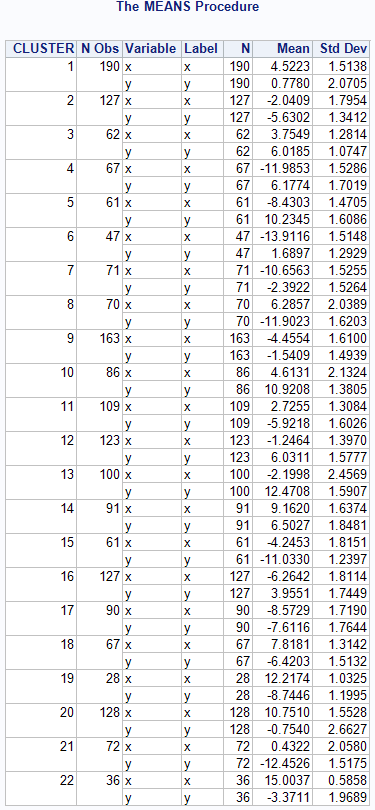 The MEANS Procedure
CLUSTER N Obs Variable Label N Mean Std Dev
1 190 x x 190 4.5223 1.5138
y y 190 0.7780 2.0705
2 127 x x 127 -2.0409 1.7954
y y 127 -5.6302 1.3412
3 62 x x 62 3.7549 1.2814
y y 62 6.0185 1.0747
4 67 x x 67 -11.9853 1.5286
y y 67 6.1774 1.7019
5 61 x x 61 -8.4303 1.4705
y y 61 10.2345 1.6086
6 47 x x 47 -13.9116 1.5148
y y 47 1.6897 1.2929
7 71 x x 71 -10.6563 1.5255
y y 71 -2.3922 1.5264
8 70 x x 70 6.2857 2.0389
y y 70 -11.9023 1.6203
9 163 x x 163 -4.4554 1.6100
y y 163 -1.5409 1.4939
10 86 x x 86 4.6131 2.1324
y y 86 10.9208 1.3805
11 109 x x 109 2.7255 1.3084
y y 109 -5.9218 1.6026
12 123 x x 123 -1.2464 1.3970
y y 123 6.0311 1.5777
13 100 x x 100 -2.1998 2.4569
y y 100 12.4708 1.5907
14 91 x x 91 9.1620 1.6374
y y 91 6.5027 1.8481
15 61 x x 61 -4.2453 1.8151
y y 61 -11.0330 1.2397
16 127 x x 127 -6.2642 1.8114
y y 127 3.9551 1.7449
17 90 x x 90 -8.5729 1.7190
y y 90 -7.6116 1.7644
18 67 x x 67 7.8181 1.3142
y y 67 -6.4203 1.5132
19 28 x x 28 12.2174 1.0325
y y 28 -8.7446 1.1995
20 128 x x 128 10.7510 1.5528
y y 128 -0.7540 2.6627
21 72 x x 72 0.4322 2.0580
y y 72 -12.4526 1.5175
22 36 x x 36 15.0037 0.5858
y y 36 -3.3711 1.9689